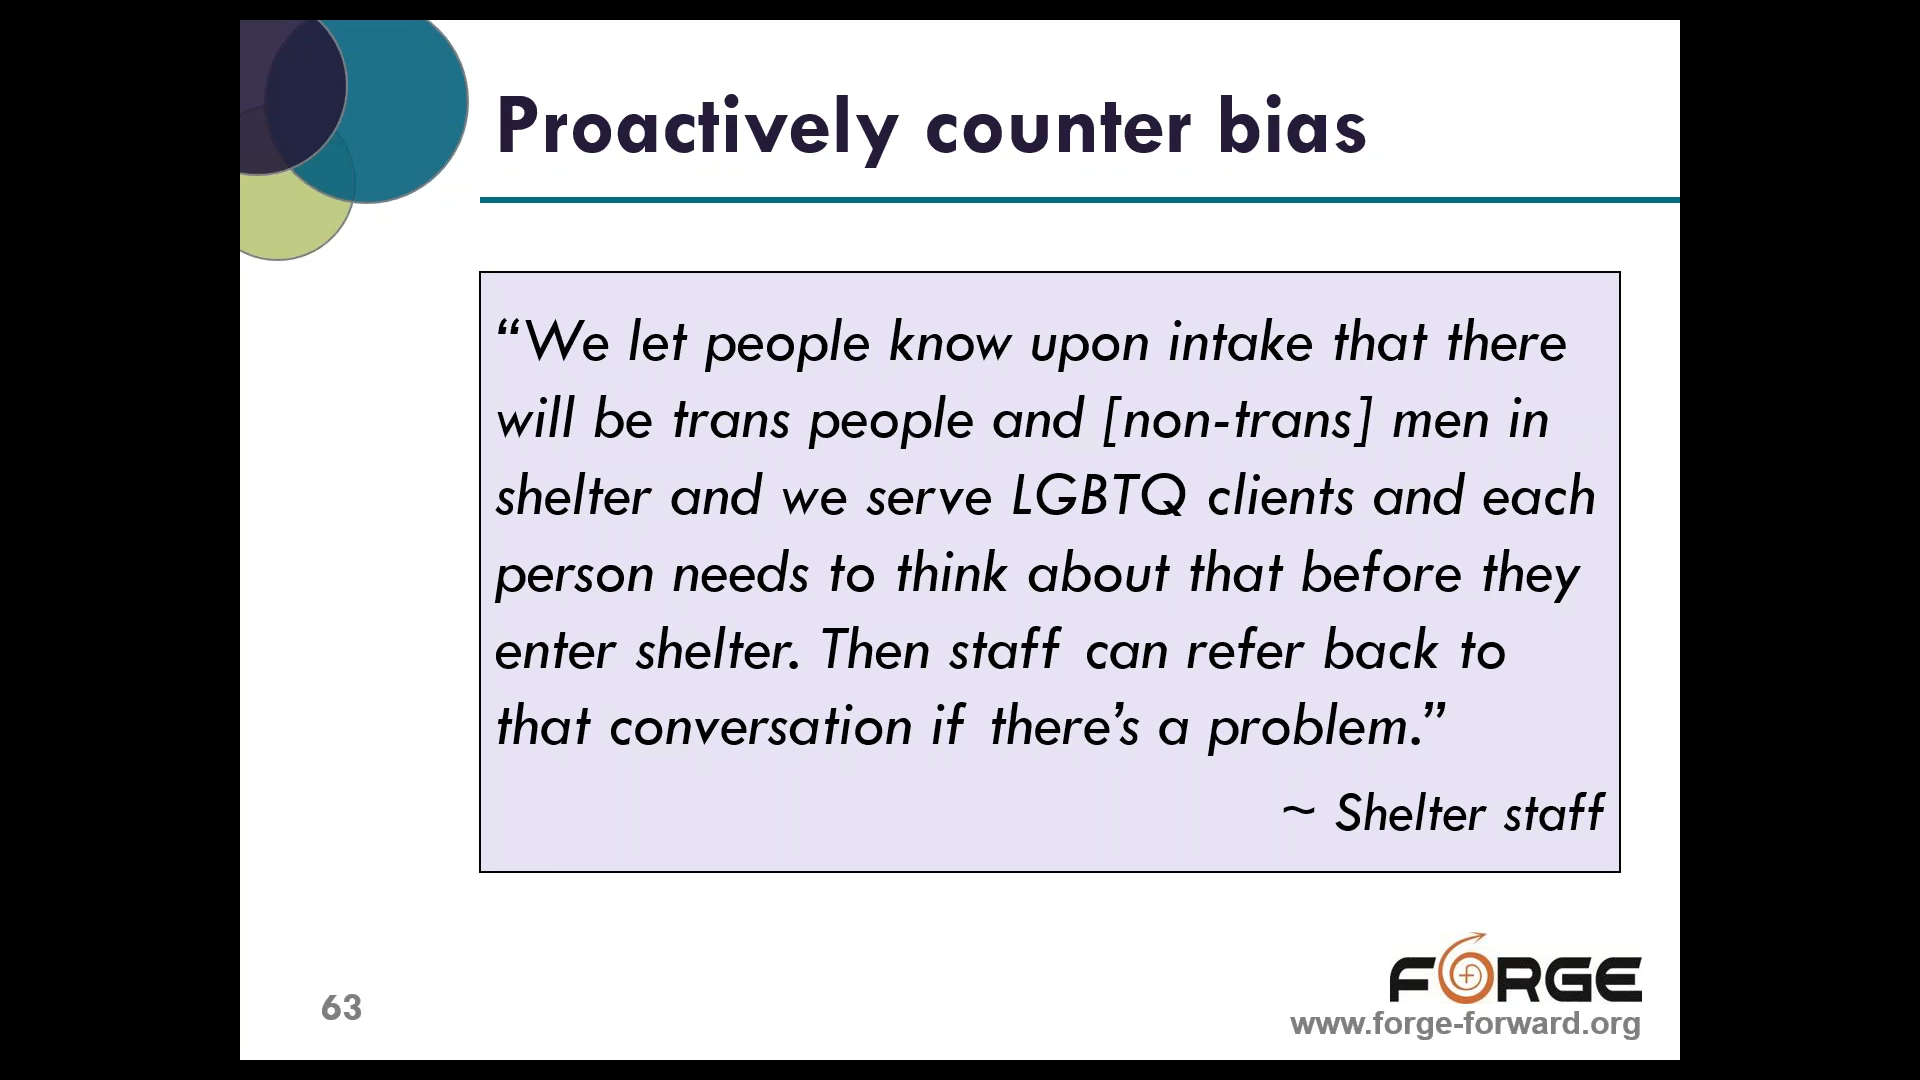 Proactively counter bias
“We let people know upon intake that there
will be trans people and [non-trans] men in
shelter and we serve LGBTQ clients and each
person needs to think about that before they
enter shelter. Then staff can refer back to
that conversation if there’s a problem.”
~ Shelter staff
FORGE
www.forge-forward.org
63